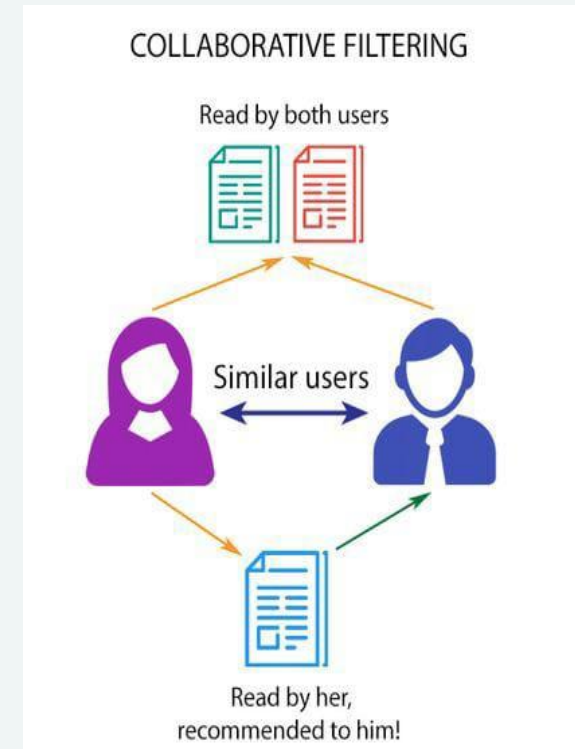 COLLABORATIVE FILTERING
Read by both users
Similar users
Read by her,
recommended to him!